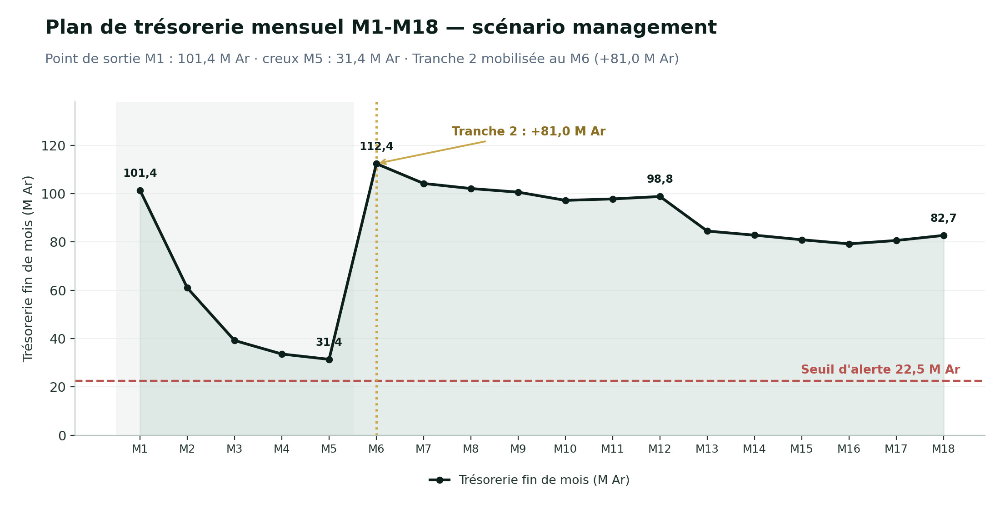 Plan de trésorerie mensuel M1-M18 — scénario management
Point de sortie M1 : 101,4 M Ar · creux M5 : 31,4 M Ar · Tranche 2 mobilisée au M6 (+81,0 M Ar)
Tranche 2 : +81,0 M Ar
112,4
101,4
98,8
82,7
31,4
Seuil d'alerte 22,5 M Ar
Trésorerie fin de mois (M Ar)
120
100
80
60
40
20
0
M1 M2 M3 M4 M5 M6 M7 M8 M9 M10 M11 M12 M13 M14 M15 M16 M17 M18
Trésorerie fin de mois (M Ar)